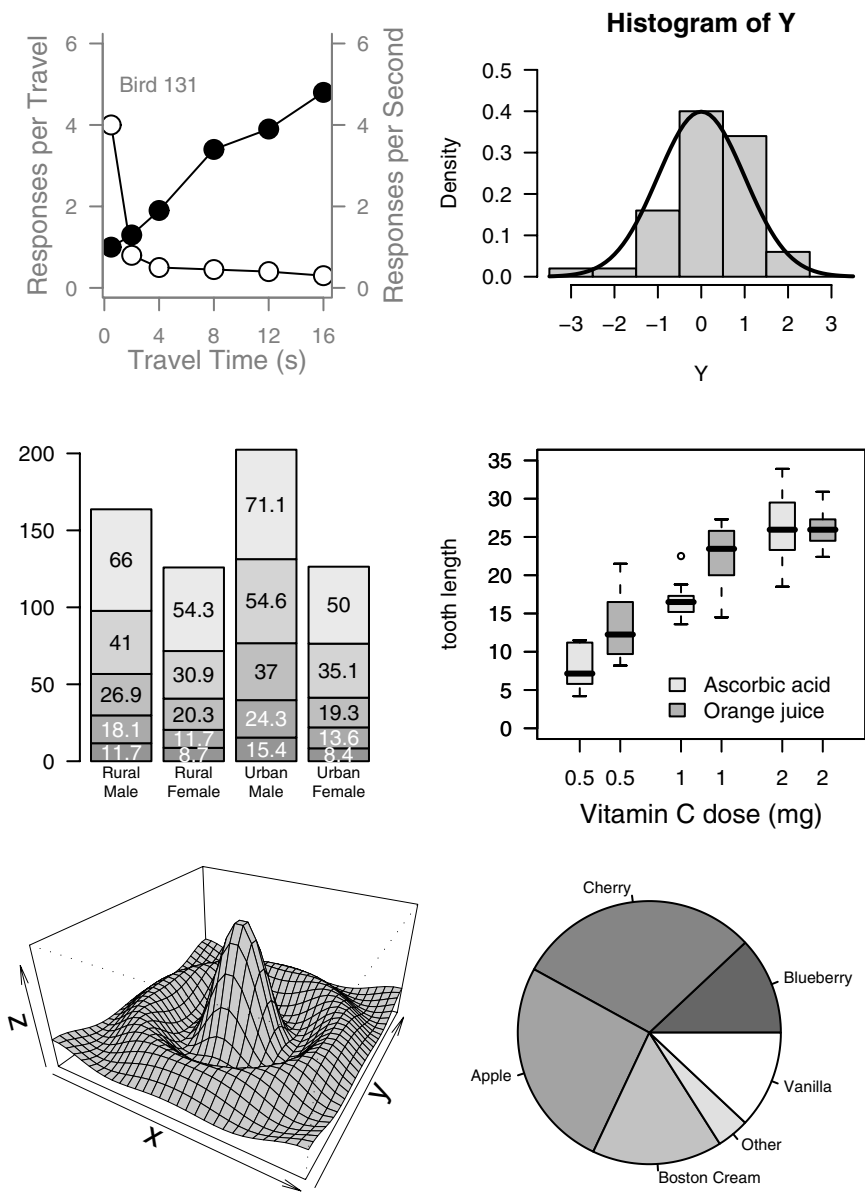 6 4 2 0
Responses per Travel
Bird 131
6 4 2 0
Responses per Second
0 4 8 12 16
Travel Time (s)
Histogram of Y
0.5 0.4 0.3 0.2 0.1 0.0
Density
−3 −2 −1 0 1 2 3
Y
200 150 100 50 0
66 41 26.9 18.1 11.7
Rural
Male
54.3 30.9 20.3 11.7 8.7
Rural
Female
71.1 54.6 37 24.3 15.4
Urban
Male
50 35.1 19.3 13.6 8.4
Urban
Female
35 30 25 20 15 10 5 0
tooth length
Ascorbic acid
Orange juice
0.5 0.5 1 1 2 2
Vitamin C dose (mg)
z
x
y
Cherry
Blueberry
Apple
Vanilla
Other
Boston Cream